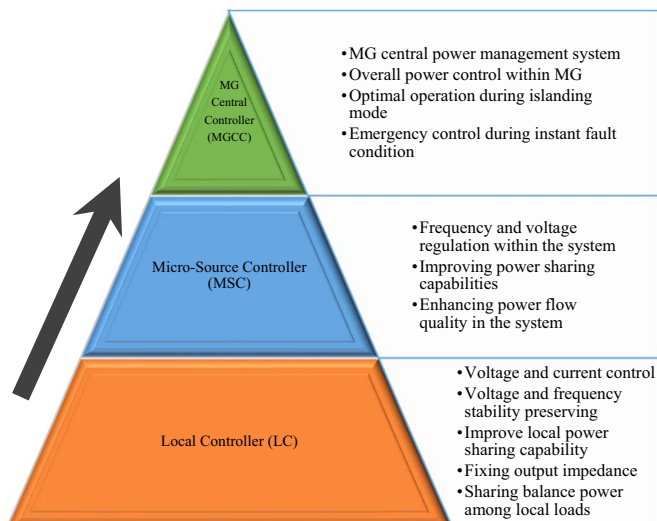 MG
Central
Controller
(MGCC)
•MG central power management system
•Overall power control within MG
•Optimal operation during islanding
mode
•Emergency control during instant fault
condition
Micro-Source Controller
(MSC)
•Frequency and voltage
regulation within the system
•Improving power sharing
capabilities
•Enhancing power flow
quality in the system
Local Controller (LC)
•Voltage and current control
•Voltage and frequency
stability preserving
•Improve local power
sharing capability
•Fixing output impedance
•Sharing balance power
among local loads